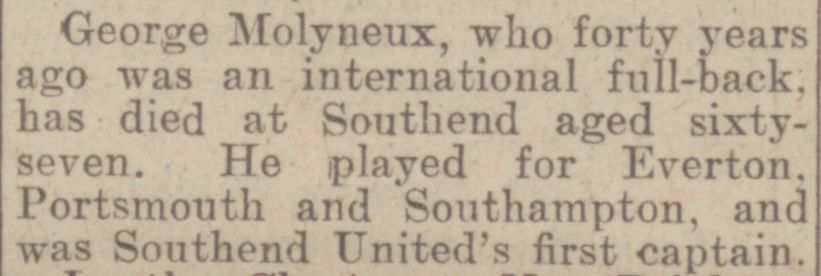 George Molyneux, who forty years
ago was an international full-back,
has died at Southend aged sixty-
seven. He played for Everton,
Portsmouth and Southampton, and
was Southend United's first captain.